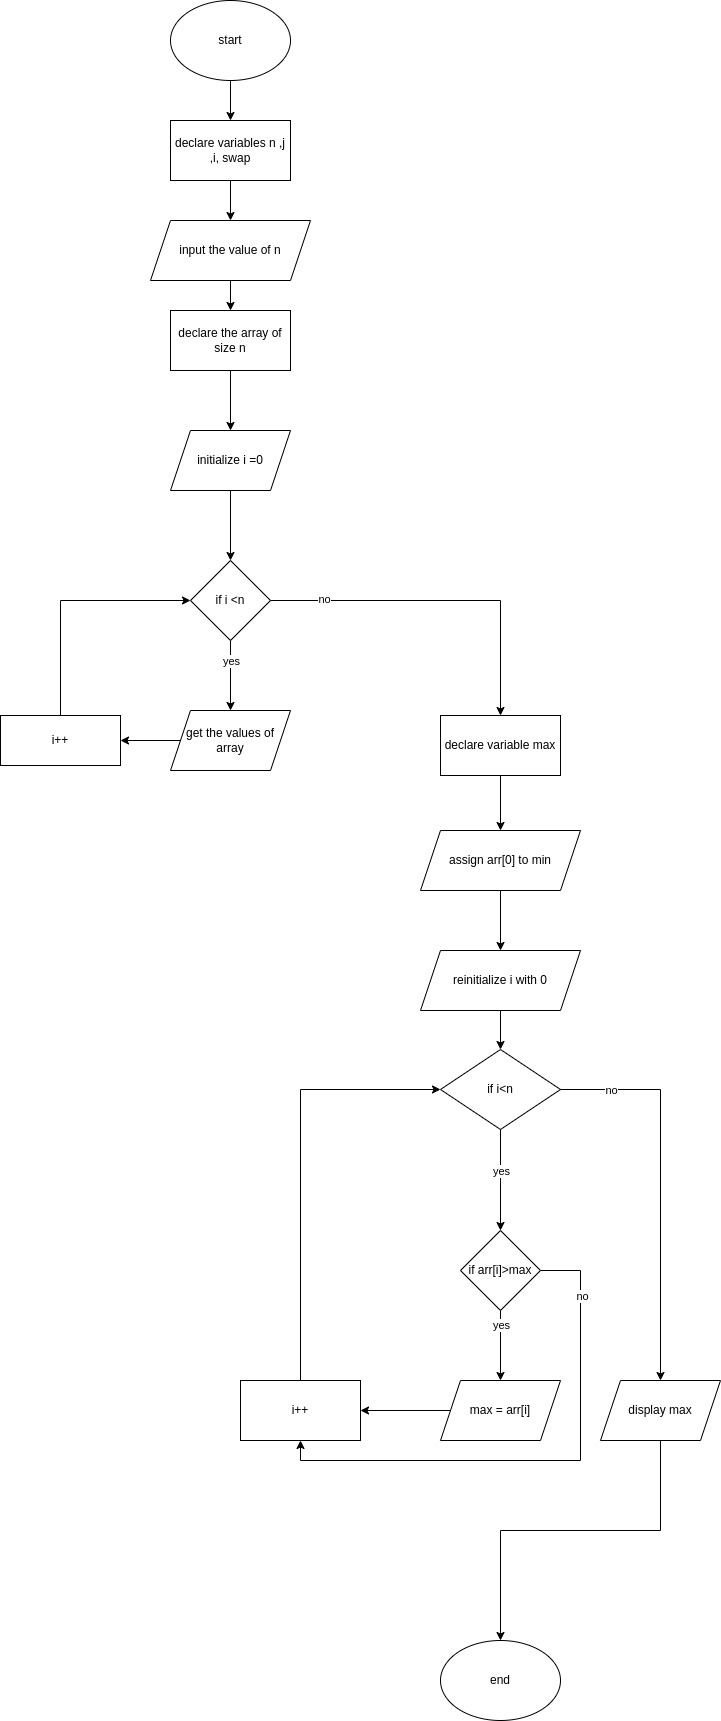 start
declare variables n ,j
,i, swap
input the value of n
declare the array of
size n
initialize i =0
if i <n
no
yes
get the values of
array
i++
declare variable max
assign arr[0] to min
reinitialize i with 0
if i<n
no
yes
if arr[i]>max
no
yes
i++
max = arr[i]
display max
end